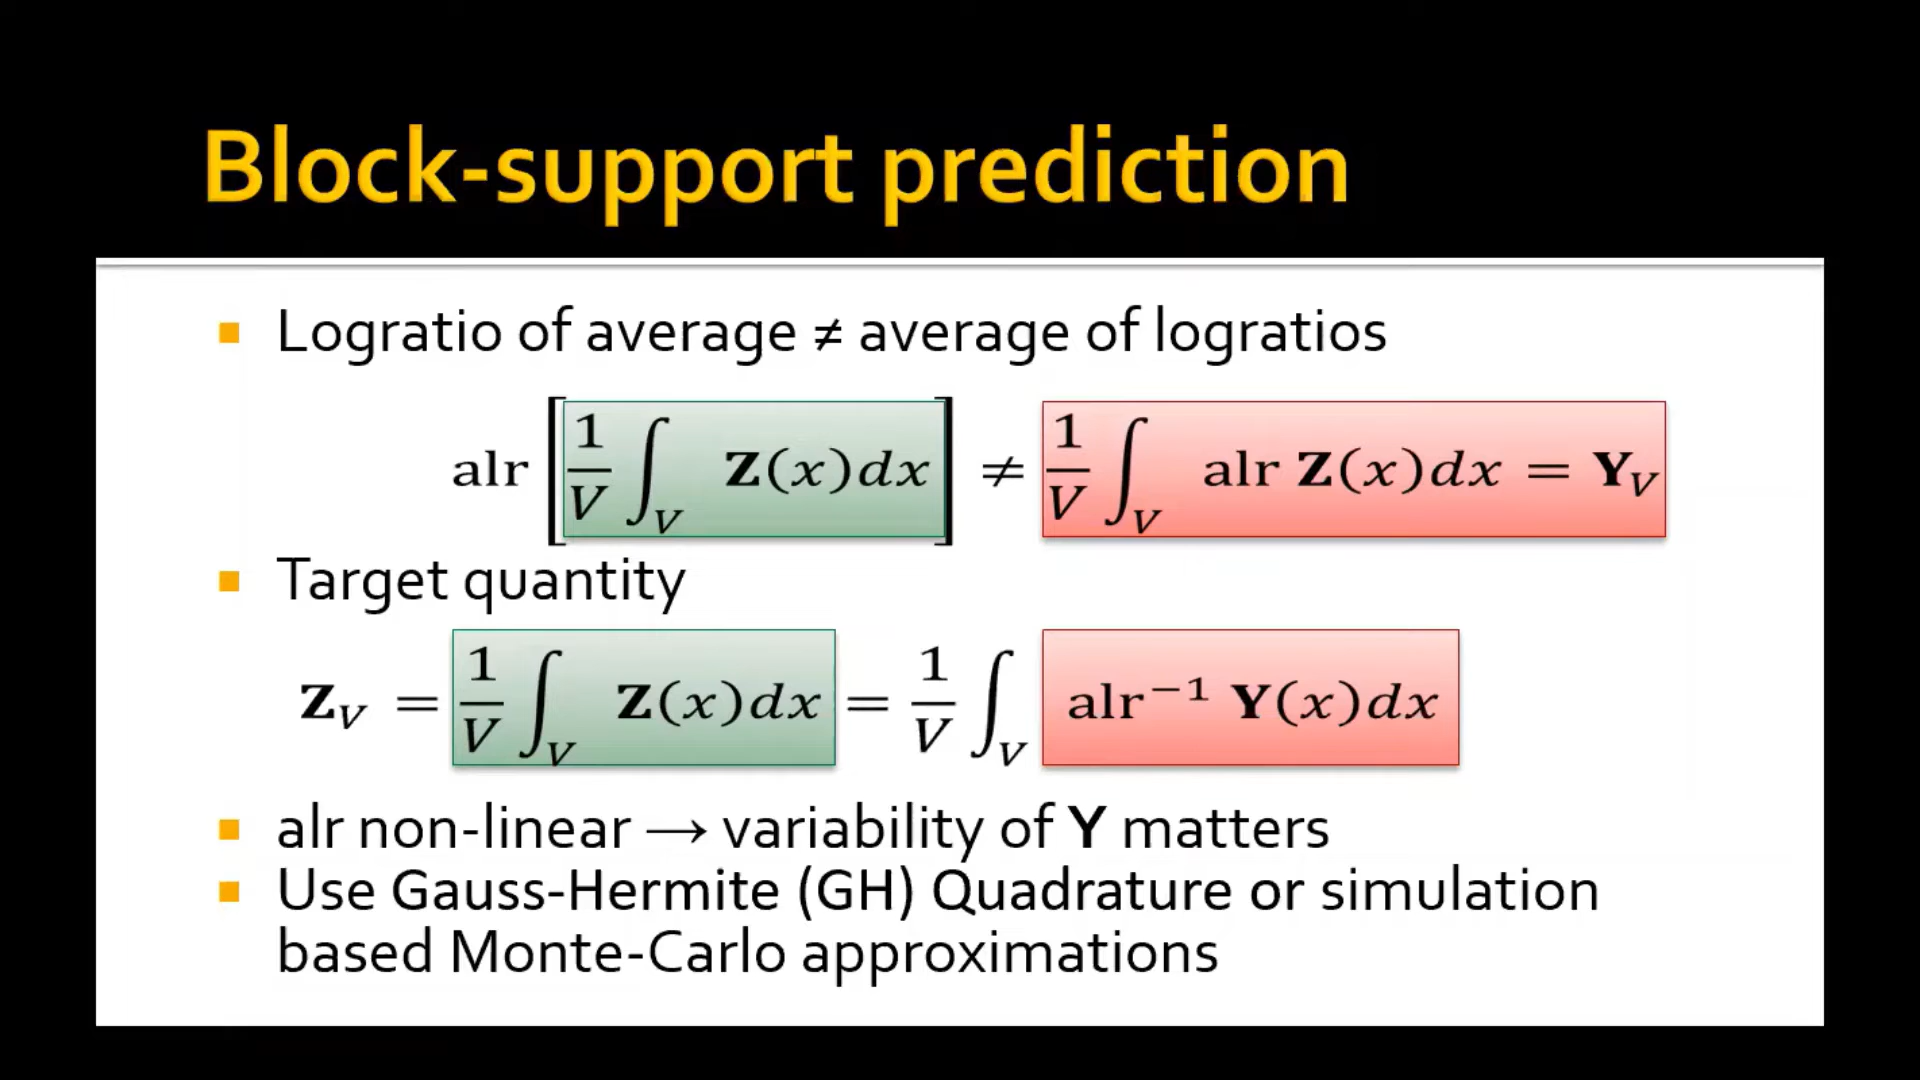 Block-support prediction
Logratio of average ≠ average of logratios
alr [1/V ∫_V Z(x)dx] ≠ 1/V ∫_V alr Z(x)dx = Y_V
Target quantity
Z_V = 1/V ∫_V Z(x)dx = 1/V ∫_V alr⁻¹ Y(x)dx
alr non-linear → variability of Y matters
Use Gauss-Hermite (GH) Quadrature or simulation
based Monte-Carlo approximations